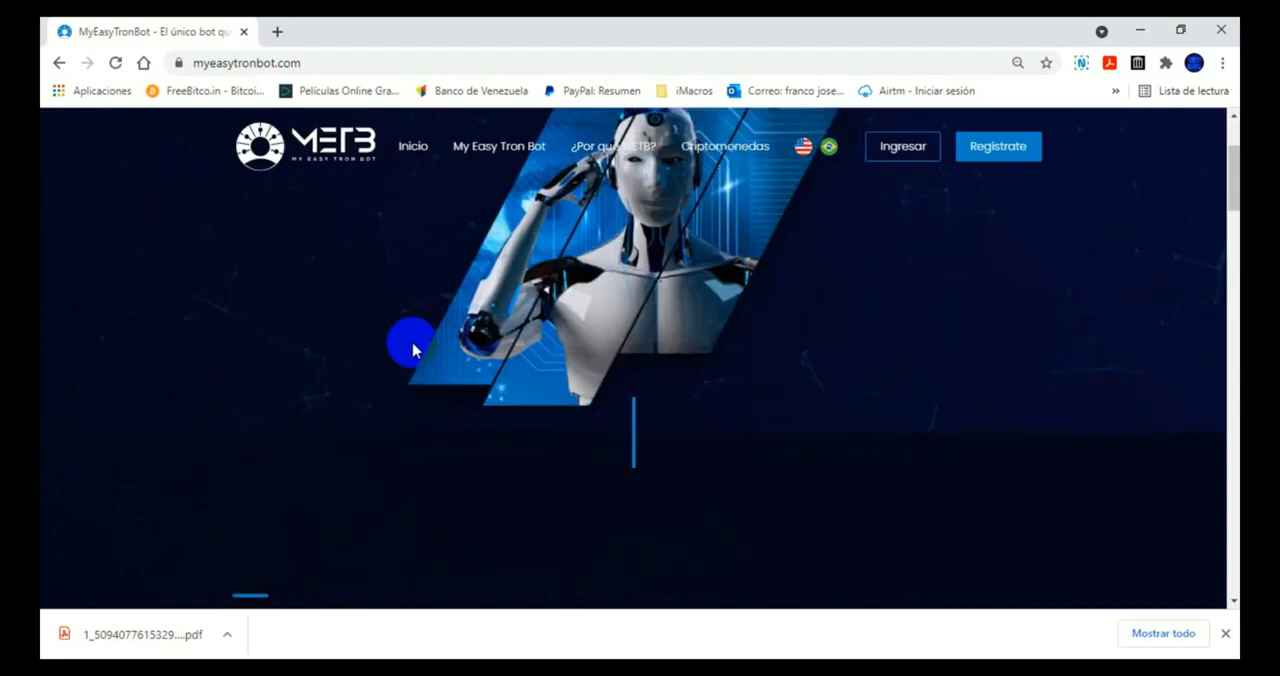 MyEasyTronBot - El único bot qu
myeasytronbot.com
Aplicaciones
FreeBitco.in - Bitcoi...
Películas Online Gra...
Banco de Venezuela
PayPal: Resumen
iMacros
Correo: franco jose...
Airtm - Iniciar sesión
»
Lista de lectura
METB
MY EASY TRON BOT
Inicio
My Easy Tron Bot
¿Por qué METB?
Criptomonedas
Ingresar
Regístrate
1_5094077615329....pdf
Mostrar todo